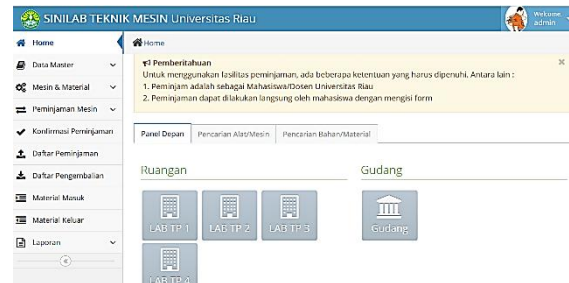 SINILAB TEKNIK MESIN Universitas Riau
Welcome
admin
Home
Data Master
Mesin & Material
Peminjaman Mesin
Konfirmasi Peminjaman
Daftar Peminjaman
Daftar Pengembalian
Material Masuk
Material Keluar
Laporan
Home
Pemberitahuan
Untuk menggunakan fasilitas peminjaman, ada beberapa ketentuan yang harus dipenuhi. Antara lain :
1. Peminjam adalah sebagai Mahasiswa/Dosen Universitas Riau
2. Peminjaman dapat dilakukan langsung oleh mahasiswa dengan mengisi form
Panel Depan Pencarian Alat/Mesin Pencarian Bahan/Material
Ruangan Gudang
LAB TP 1 LAB TP 2 LAB TP 3 Gudang
LAB TP 4